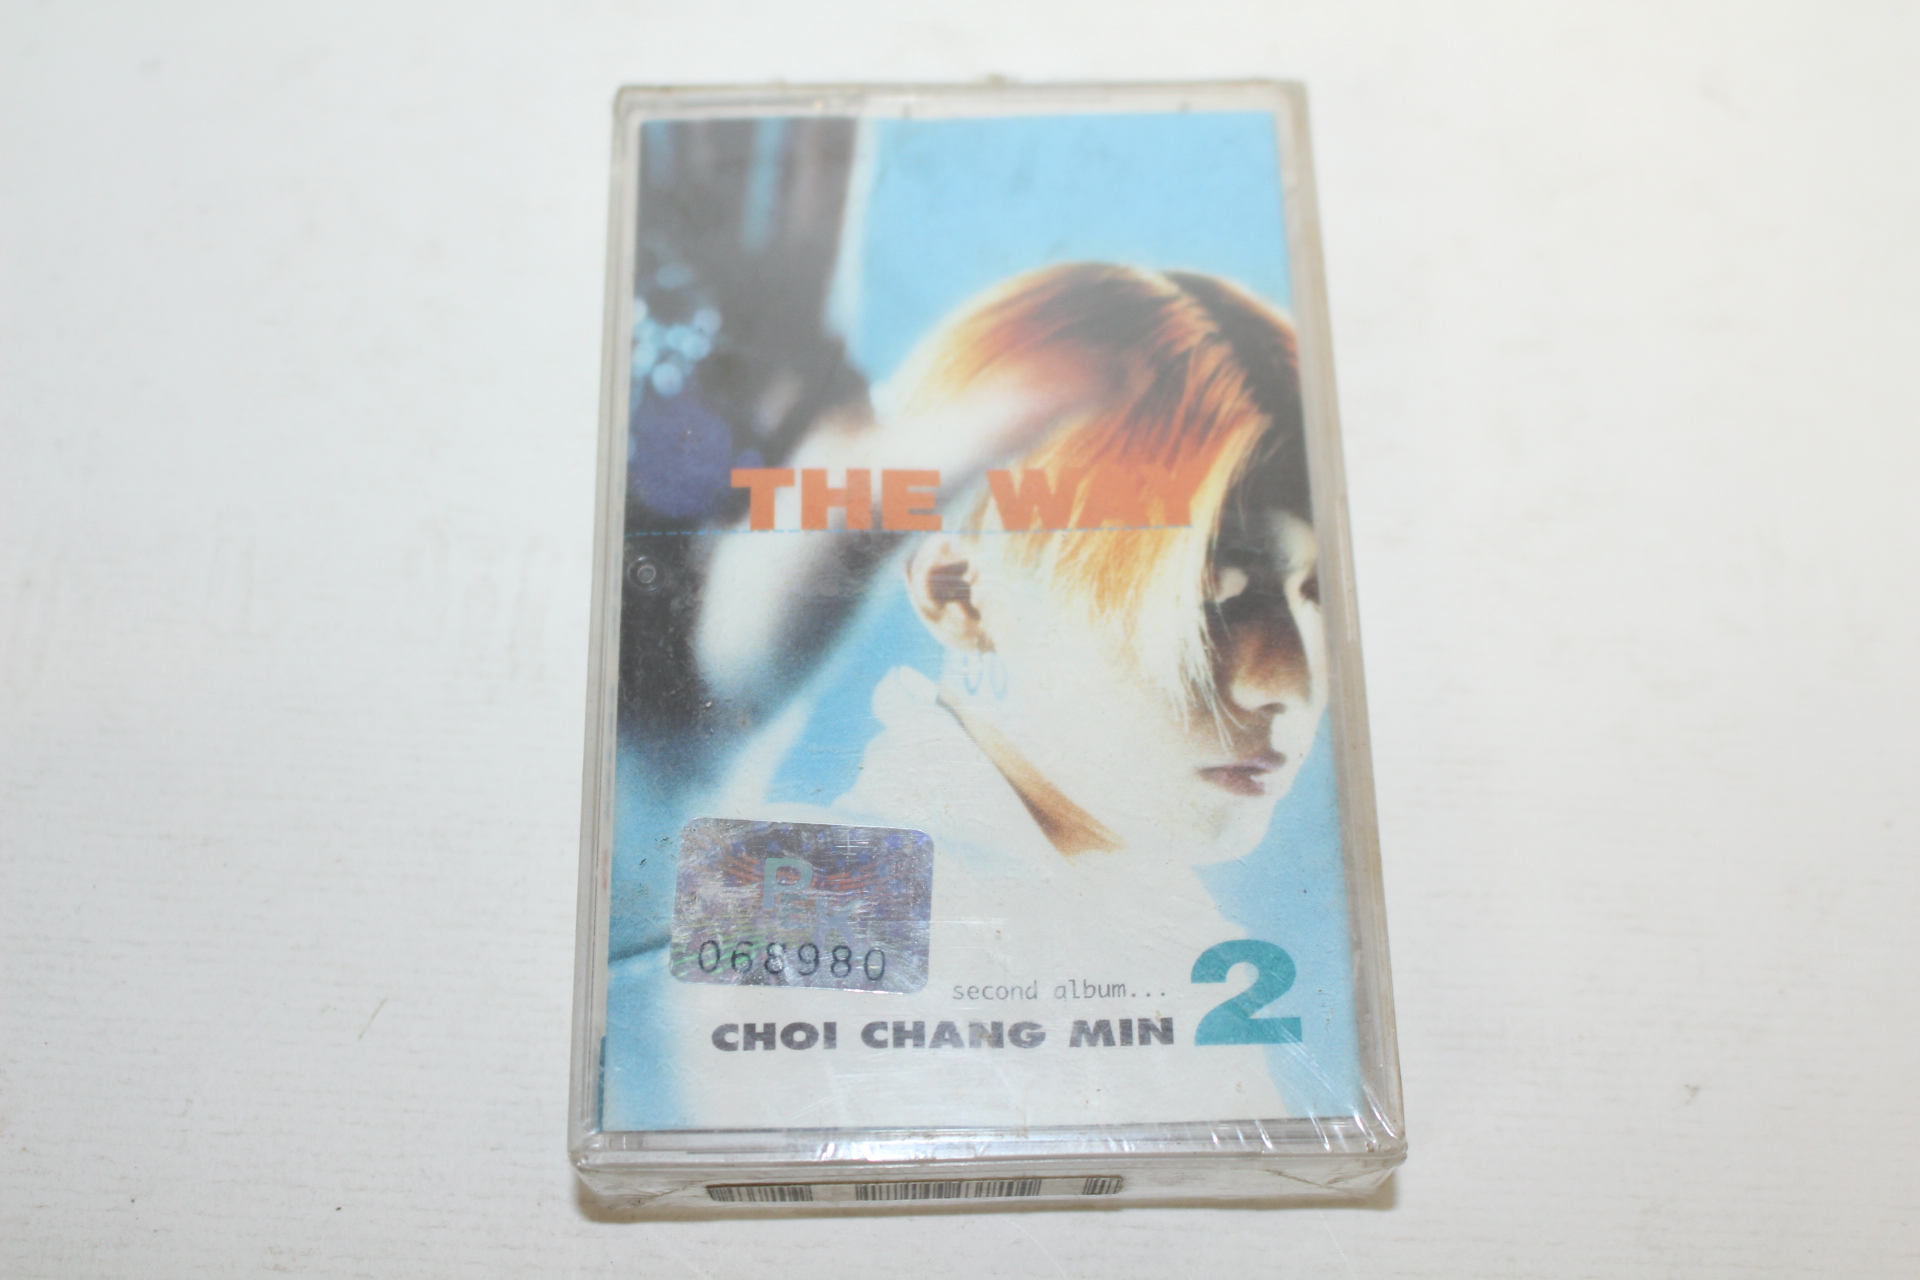 THE WAY
068980
second album...
CHOI CHANG MIN 2